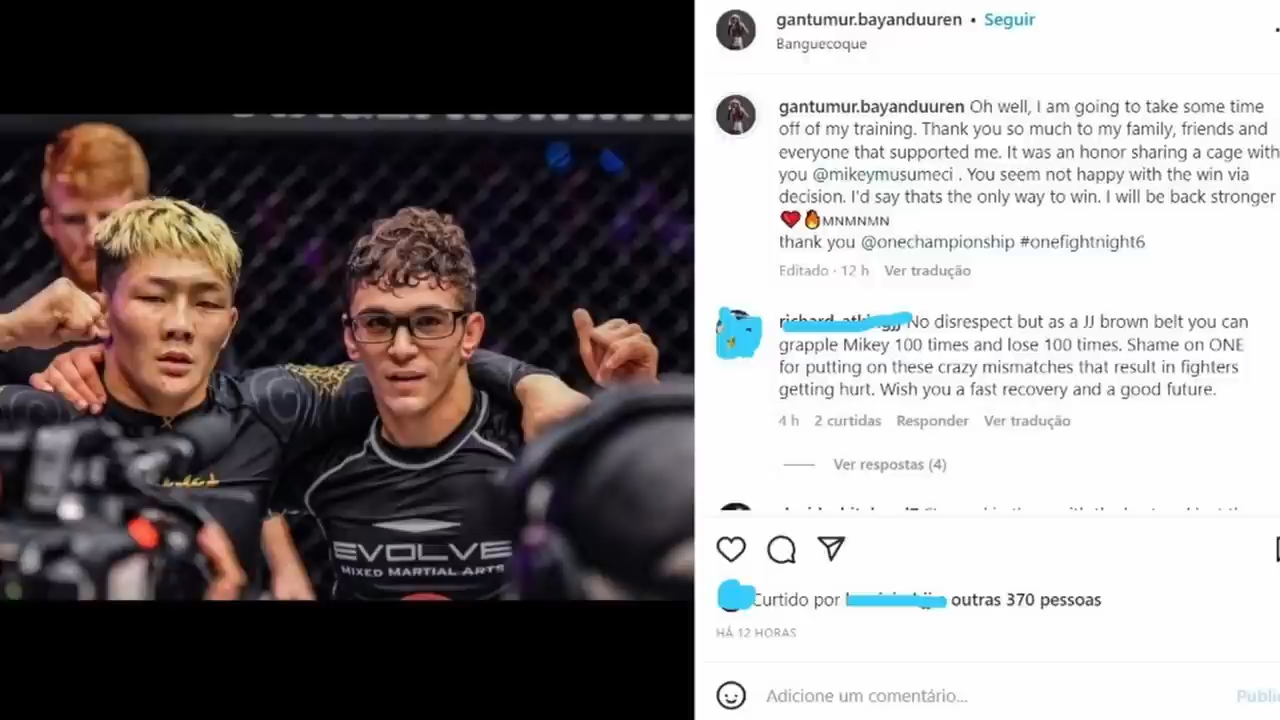 gantumur.bayanduuren • Seguir
Banguecoque
gantumur.bayanduuren Oh well, I am going to take some time
off of my training. Thank you so much to my family, friends and
everyone that supported me. It was an honor sharing a cage with
you @mikeymusumeci . You seem not happy with the win via
decision. I'd say thats the only way to win. I will be back stronger
❤️🔥MNMNMN
thank you @onechampionship #onefightnight6
Editado · 12 h Ver tradução
No disrespect but as a JJ brown belt you can
grapple Mikey 100 times and lose 100 times. Shame on ONE
for putting on these crazy mismatches that result in fighters
getting hurt. Wish you a fast recovery and a good future.
4 h 2 curtidas Responder Ver tradução
Ver respostas (4)
Curtido por outras 370 pessoas
HÁ 12 HORAS
Adicione um comentário...
Public
EVOLVE
MIXED MARTIAL ARTS